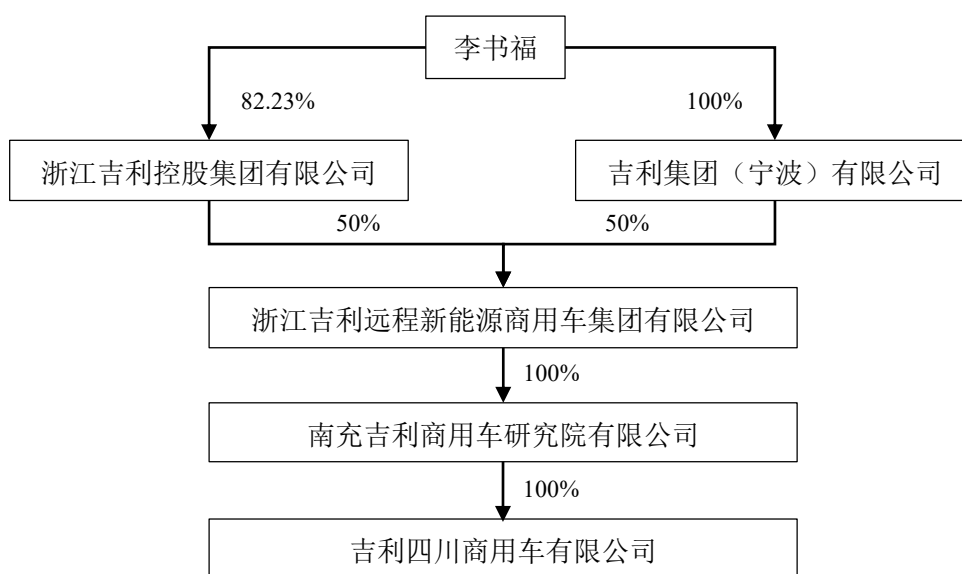 李书福
82.23%
100%
浙江吉利控股集团有限公司
吉利集团（宁波）有限公司
50%
50%
浙江吉利远程新能源商用车集团有限公司
100%
南充吉利商用车研究院有限公司
100%
吉利四川商用车有限公司